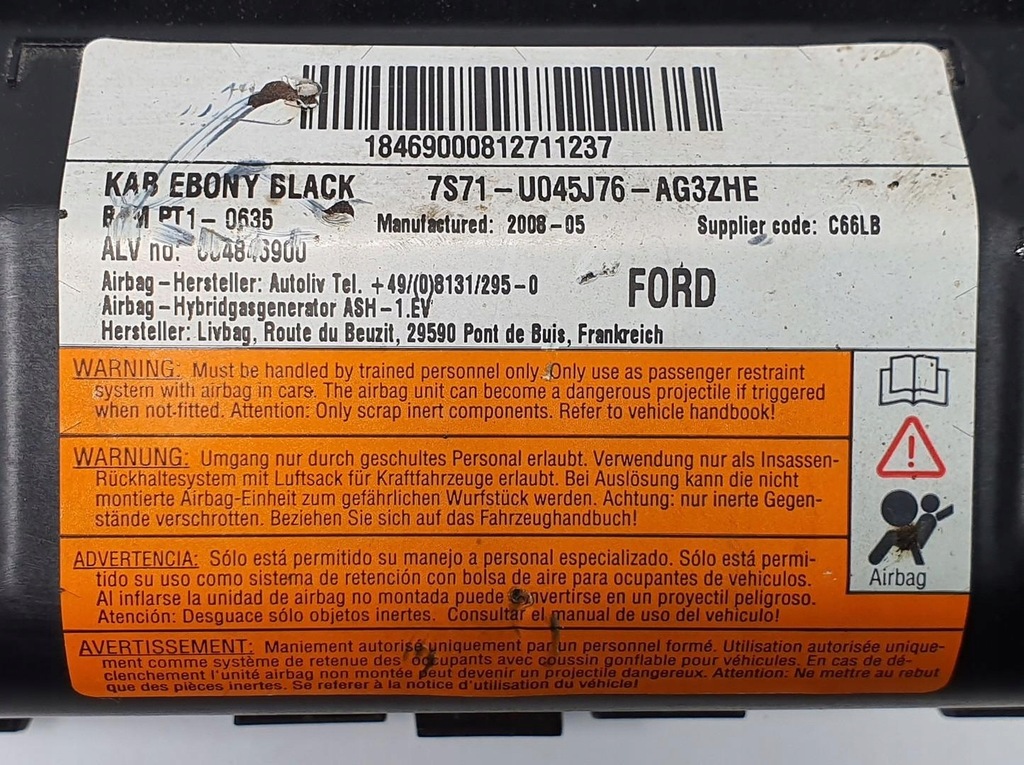 18469000812711237
KAB EBONY BLACK 7S71-U045J76-AG3ZHE
PT1-0635 Manufactured: 2008-05 Supplier code: C66LB
ALV no:
Airbag-Hersteller: Autoliv Tel. +49/(0)8131/295-0
Airbag-Hybridgasgenerator ASH-1.EV
FORD
Hersteller: Livbag, Route du Beuzit, 29590 Pont de Buis, Frankreich
WARNING: Must be handled by trained personnel only. Only use as passenger restraint
system with airbag in cars. The airbag unit can become a dangerous projectile if triggered
when not-fitted. Attention: Only scrap inert components. Refer to vehicle handbook!
WARNUNG: Umgang nur durch geschultes Personal erlaubt. Verwendung nur als Insassen-
Rückhaltesystem mit Luftsack für Kraftfahrzeuge erlaubt. Bei Auslösung kann die nicht
montierte Airbag-Einheit zum gefährlichen Wurfstück werden. Achtung: nur inerte Gegen-
stände verschrotten. Beziehen Sie sich auf das Fahrzeughandbuch!
ADVERTENCIA: Sólo está permitido su manejo a personal especializado. Sólo está permi-
tido su uso como sistema de retención con bolsa de aire para ocupantes de vehiculos.
Al inflarse la unidad de airbag no montada puede convertirse en un proyectil peligroso.
Atención: Desguace sólo objetos inertes. Consultar el manual de uso del vehículo!
Airbag
AVERTISSEMENT: Maniement autorisé uniquement par un personnel formé. Utilisation autorisée unique-
ment comme système de retenue des occupants avec coussin gonflable pour véhicules. En cas de dé-
clenchement l'unité airbag non montée peut devenir un projectile dangereux. Attention: Ne mettre au rebut
que des pièces inertes. Se referer à la notice d'utilisation du véhicle!